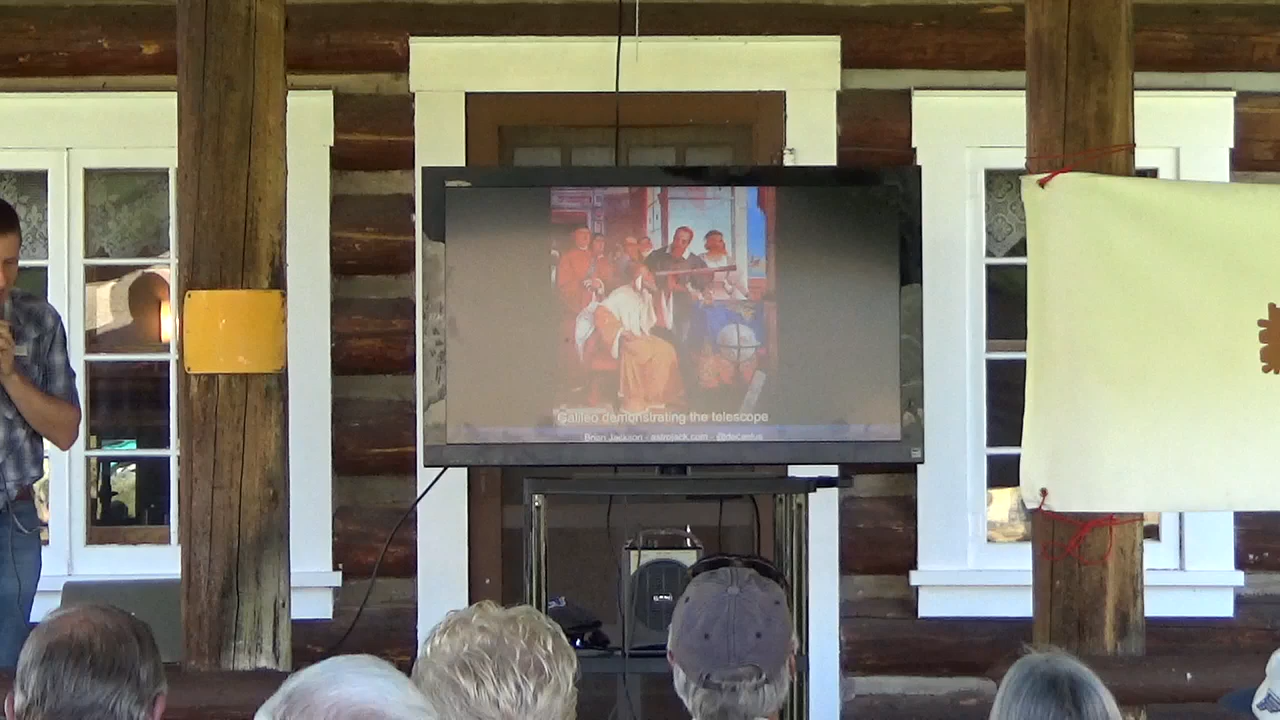 Galileo demonstrating the telescope
Brian Jackson - astrojack.com - @decaelus